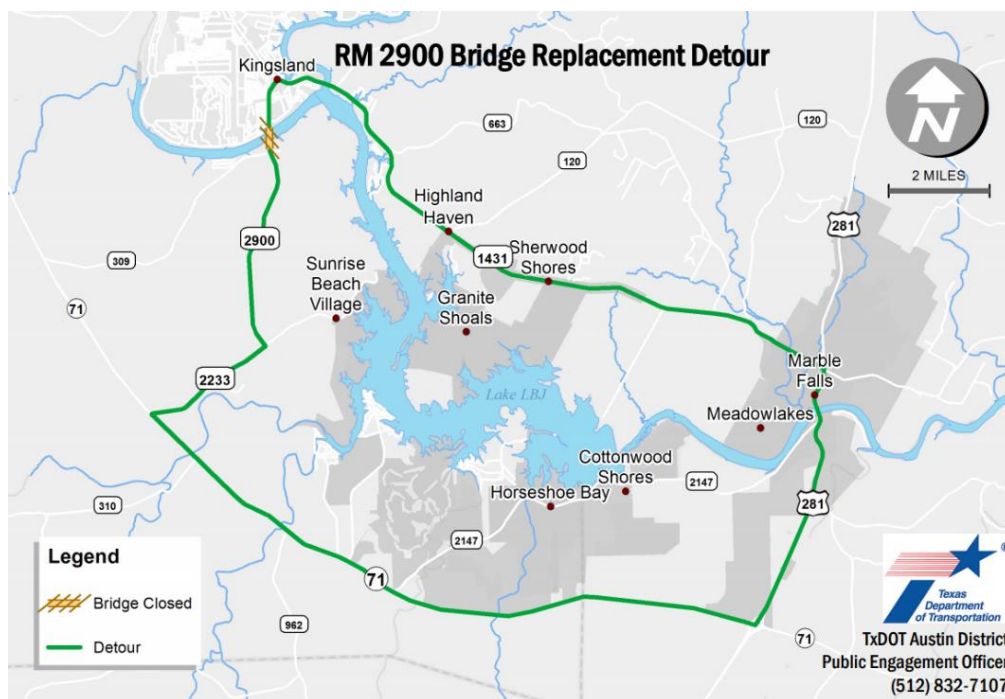 RM 2900 Bridge Replacement Detour
Kingsland
N
2 MILES
663
120
120
Highland
Haven
281
2900
1431
Sherwood
Shores
309
Sunrise
Beach
Village
71
Granite
Shoals
2233
Marble
Falls
Lake LBJ
Meadowlakes
Cottonwood
Shores
2147
Horseshoe Bay
310
281
2147
Legend
Bridge Closed
Detour
71
962
71
®
Texas
Department
of Transportation
TxDOT Austin District
Public Engagement Officer
(512) 832-7107